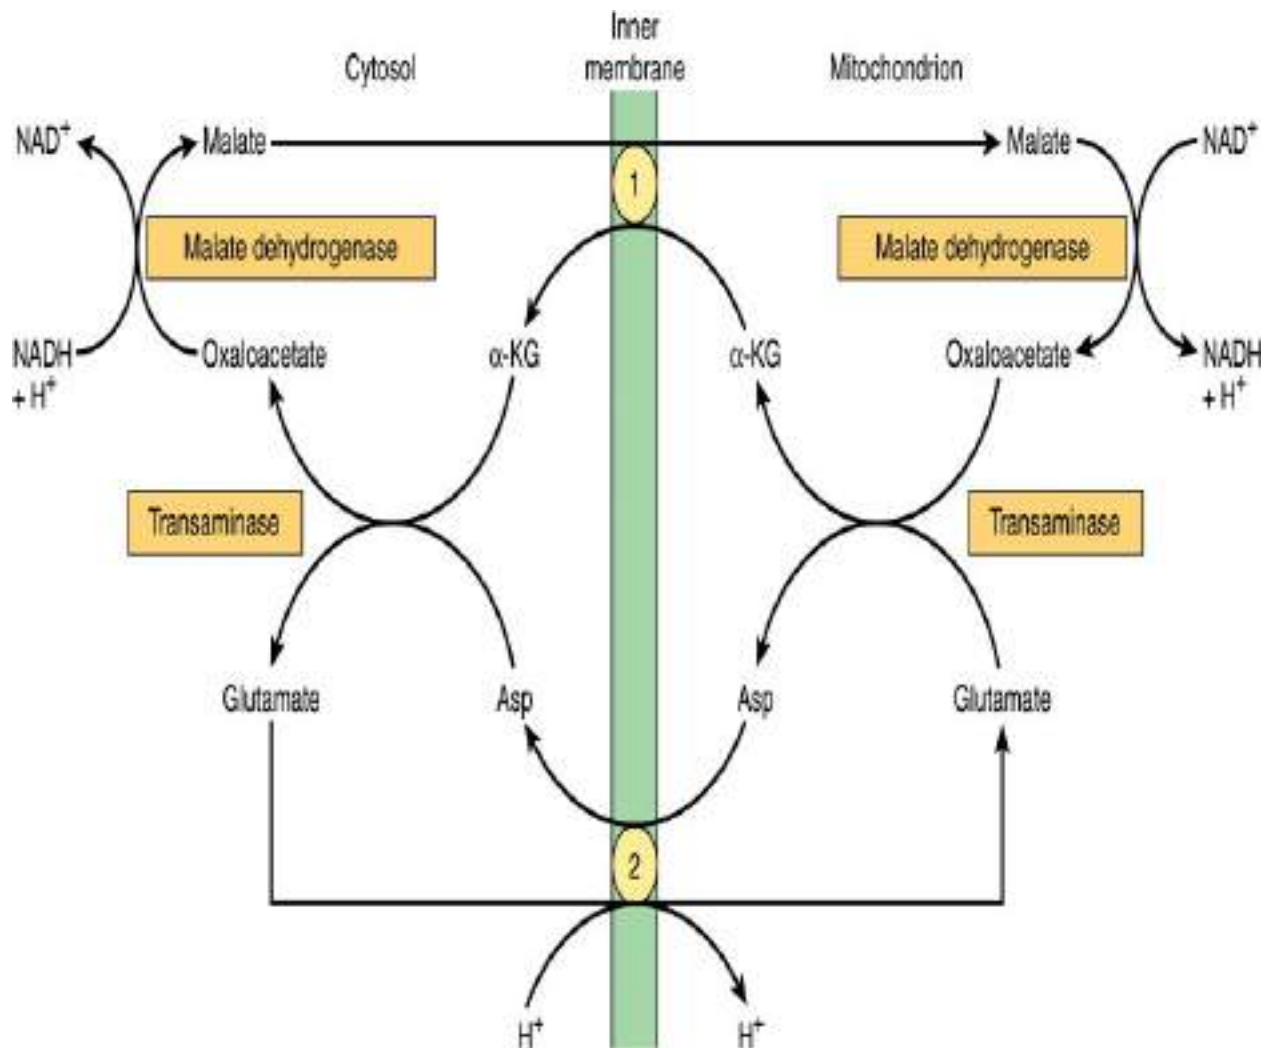 Inner
membrane
Cytosol
Mitochondrion
NAD⁺
Malate
Malate
NAD⁺
1
Malate dehydrogenase
Malate dehydrogenase
NADH
+ H⁺
Oxaloacetate
α-KG
α-KG
Oxaloacetate
NADH
+ H⁺
Transaminase
Transaminase
Glutamate
Asp
Asp
Glutamate
2
H⁺
H⁺